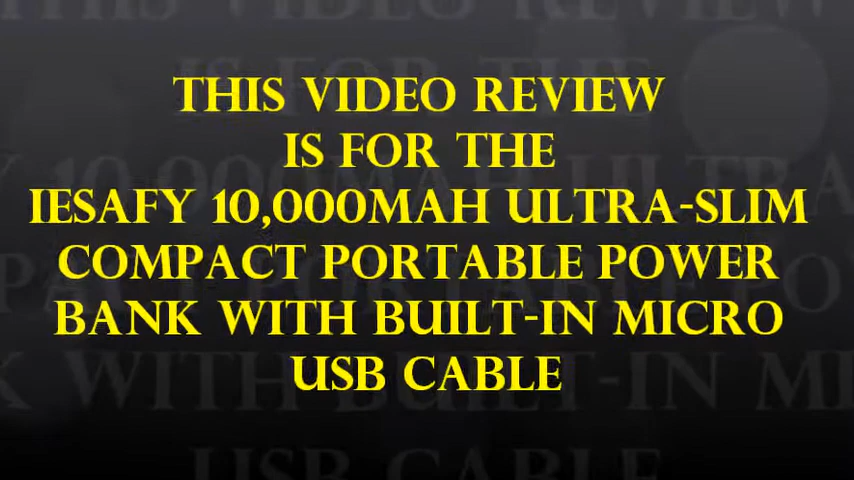 THIS VIDEO REVIEW
IS FOR THE
IESAFY 10,000MAH ULTRA-SLIM
COMPACT PORTABLE POWER
BANK WITH BUILT-IN MICRO
USB CABLE